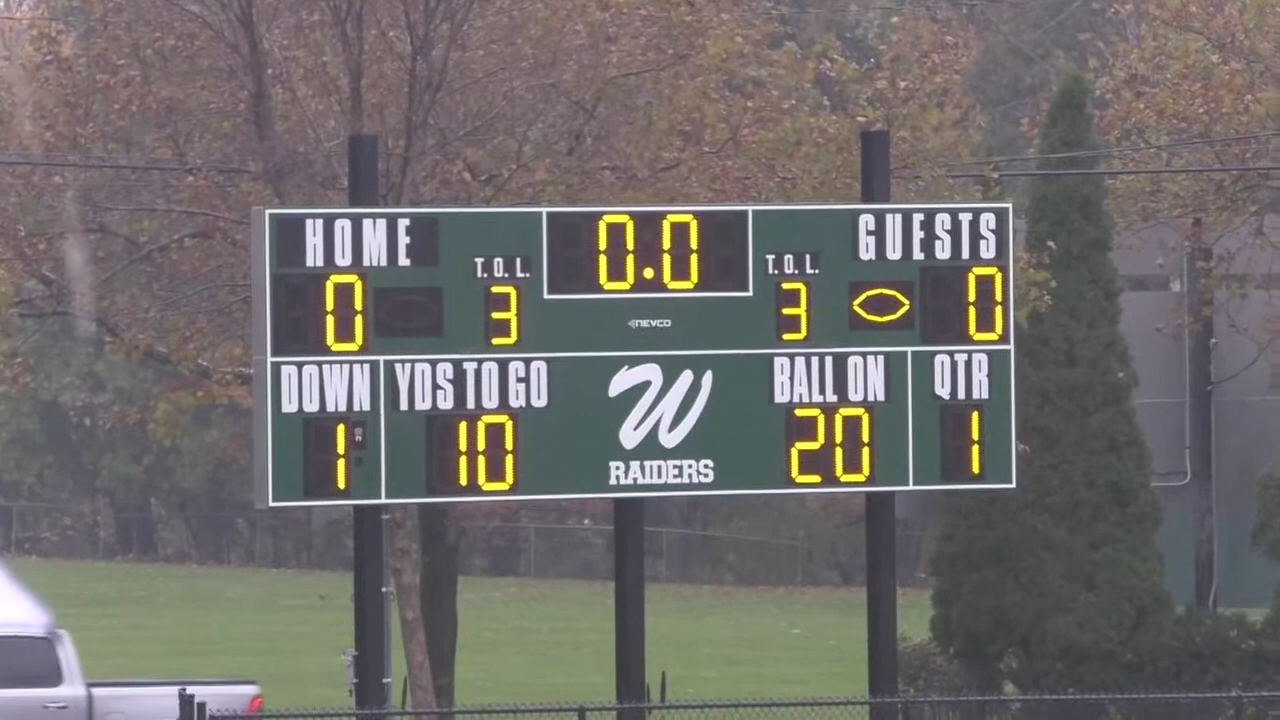 HOME 0.0 GUESTS
T.O.L. T.O.L.
0 3 3 0
NEVCO
DOWN YDS TO GO W BALL ON QTR
1 10 20 1
RAIDERS